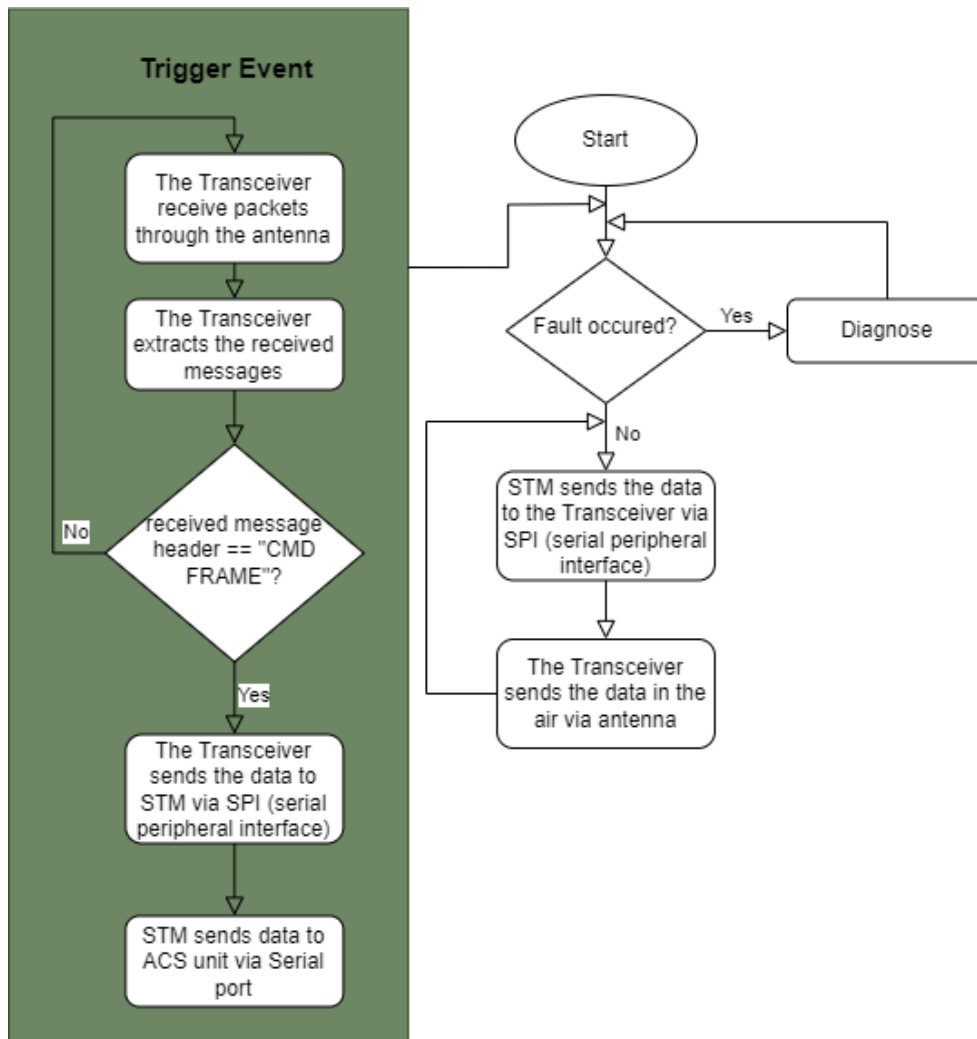 Trigger Event
The Transceiver
receive packets
through the antenna
The Transceiver
extracts the received
messages
received message
header == "CMD
FRAME"?
No
Yes
The Transceiver
sends the data to
STM via SPI (serial
peripheral interface)
STM sends data to
ACS unit via Serial
port
Start
Fault occured?
Yes
Diagnose
No
STM sends the data
to the Transceiver via
SPI (serial peripheral
interface)
The Transceiver
sends the data in the
air via antenna